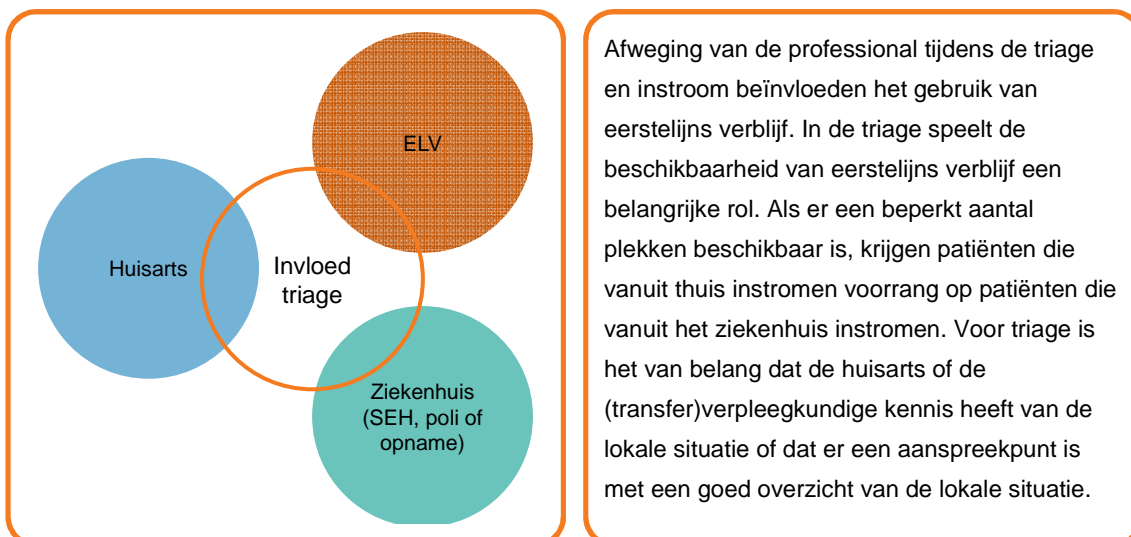 ELV
Huisarts
Invloed
triage
Ziekenhuis
(SEH, poli of
opname)
Afweging van de professional tijdens de triage
en instroom beïnvloeden het gebruik van
eerstelijns verblijf. In de triage speelt de
beschikbaarheid van eerstelijns verblijf een
belangrijke rol. Als er een beperkt aantal
plekken beschikbaar is, krijgen patiënten die
vanuit thuis instromen voorrang op patiënten die
vanuit het ziekenhuis instromen. Voor triage is
het van belang dat de huisarts of de
(transfer)verpleegkundige kennis heeft van de
lokale situatie of dat er een aanspreekpunt is
met een goed overzicht van de lokale situatie.